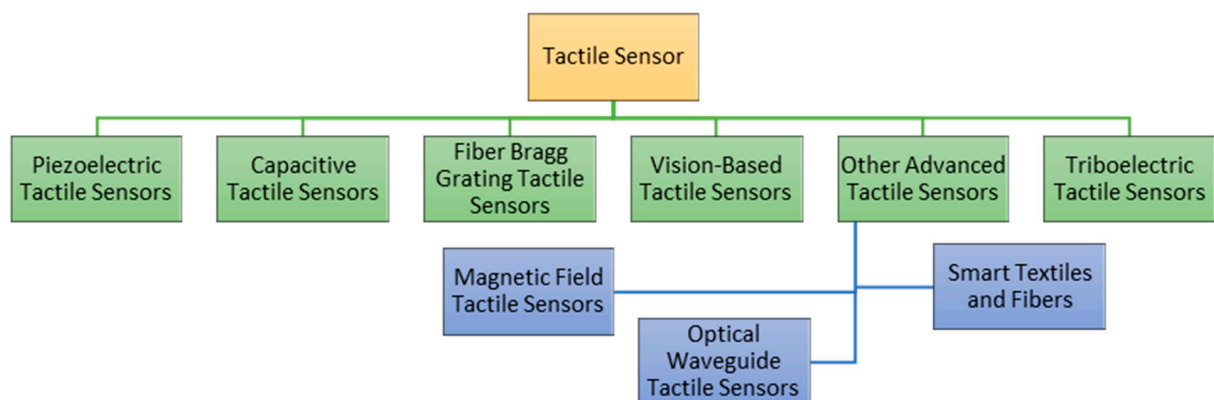 Tactile Sensor
Piezoelectric
Tactile Sensors
Capacitive
Tactile Sensors
Fiber Bragg
Grating Tactile
Sensors
Vision-Based
Tactile Sensors
Other Advanced
Tactile Sensors
Triboelectric
Tactile Sensors
Magnetic Field
Tactile Sensors
Smart Textiles
and Fibers
Optical
Waveguide
Tactile Sensors